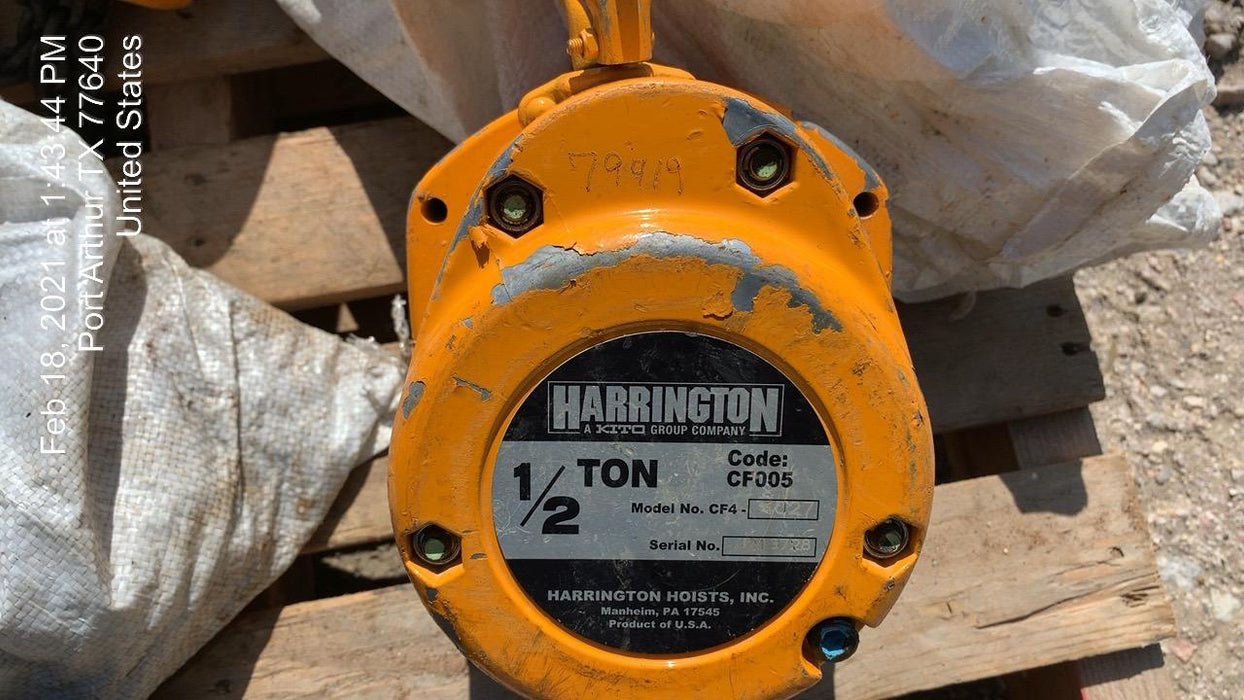 Feb 18, 2021 at 1:43:44 PM
Port Arthur TX 77640
United States
79919
HARRINGTON
A KITO GROUP COMPANY
1/2 TON
Code:
CF005
Model No. CF4 -
Serial No.
HARRINGTON HOISTS, INC.
Manheim, PA 17545
Product of U.S.A.